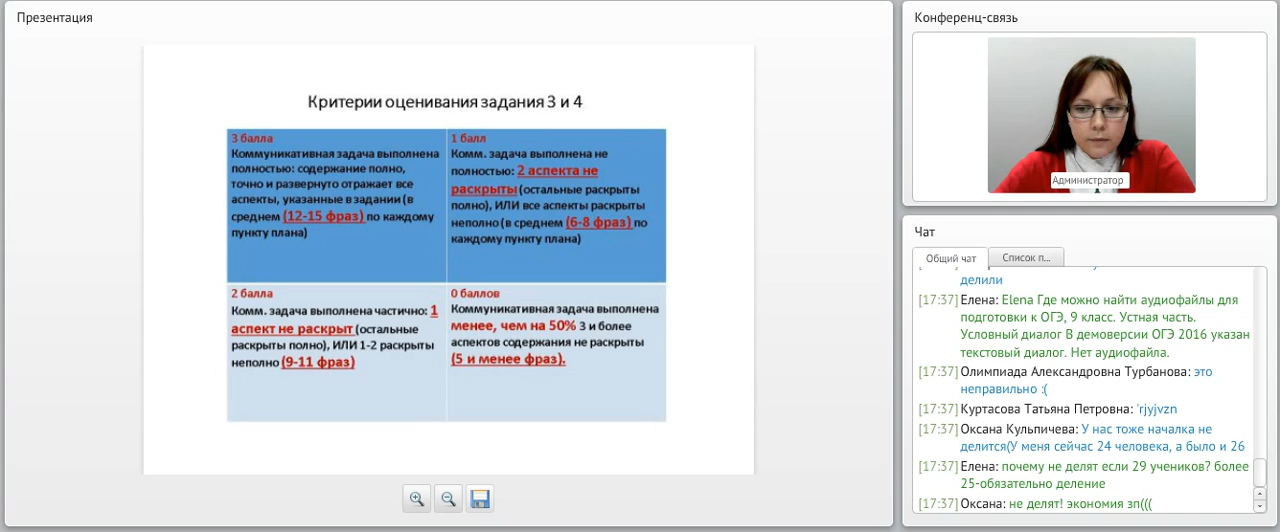 Презентация
Критерии оценивания задания 3 и 4
3 балла
Коммуникативная задача выполнена
полностью: содержание полно,
точно и развернуто отражает все
аспекты, указанные в задании (в
среднем (12-15 фраз) по каждому
пункту плана)
1 балл
Комм. задача выполнена не
полностью: 2 аспекта не
раскрыты (остальные раскрыты
полно), ИЛИ все аспекты раскрыты
неполно (в среднем (6-8 фраз) по
каждому пункту плана)
2 балла
Комм. задача выполнена частично: 1
аспект не раскрыт (остальные
раскрыты полно), ИЛИ 1-2 раскрыты
неполно (9-11 фраз)
0 баллов
Коммуникативная задача выполнена
менее, чем на 50% 3 и более
аспектов содержания не раскрыты
(5 и менее фраз).
Конференц-связь
Администратор
Чат
Общий чат
Список п...
делили
[17:37] Елена: Elena Где можно найти аудиофайлы для
подготовки к ОГЭ, 9 класс. Устная часть.
Условный диалог В демоверсии ОГЭ 2016 указан
текстовый диалог. Нет аудиофайла.
[17:37] Олимпиада Александровна Турбанова: это
неправильно :(
[17:37] Куртасова Татьяна Петровна: 'rjyjvzn
[17:37] Оксана Кульпичева: У нас тоже началка не
делится(У меня сейчас 24 человека, а было и 26
[17:37] Елена: почему не делят если 29 учеников? более
25-обязательно деление
[17:37] Оксана: не делят! экономия зп(((